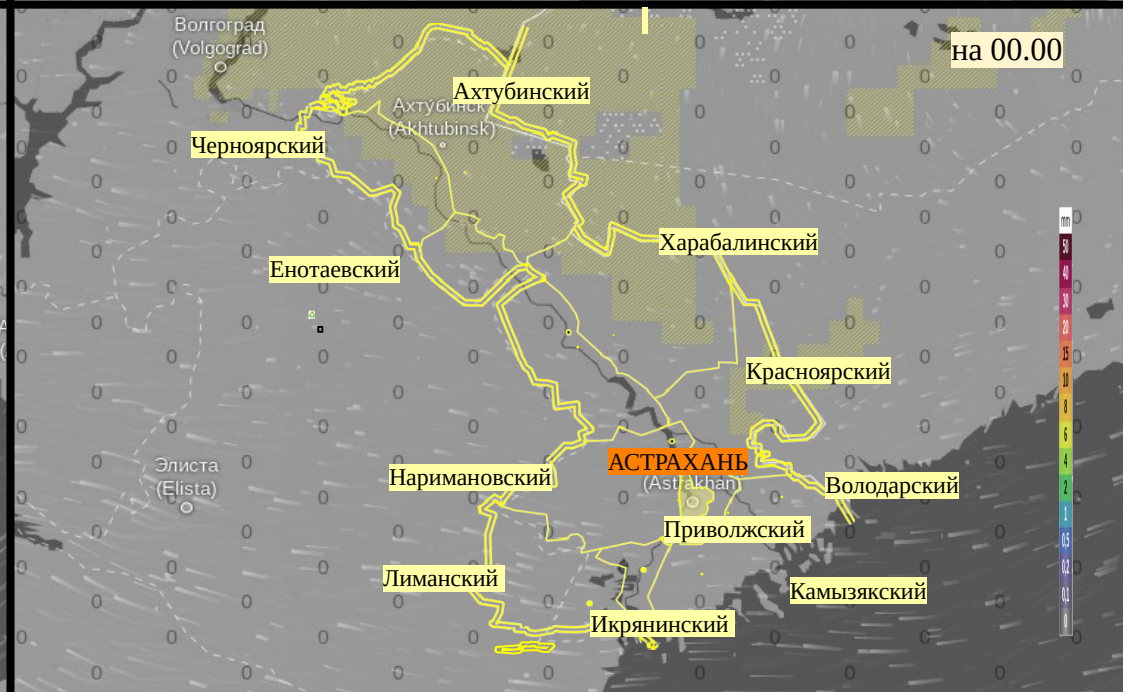 Волгоград
(Volgograd)
на 00.00
Ахтубинский
Ахтубинск
(Akhtubinsk)
Черноярский
Харабалинский
Енотаевский
mm
50
40
30
20
15
10
8
6
4
2
1
0,5
0,2
0,1
0
Красноярский
АСТРАХАНЬ
(Astrakhan)
Элиста
(Elista)
Наримановский
Володарский
Приволжский
Лиманский
Камызякский
Икрянинский